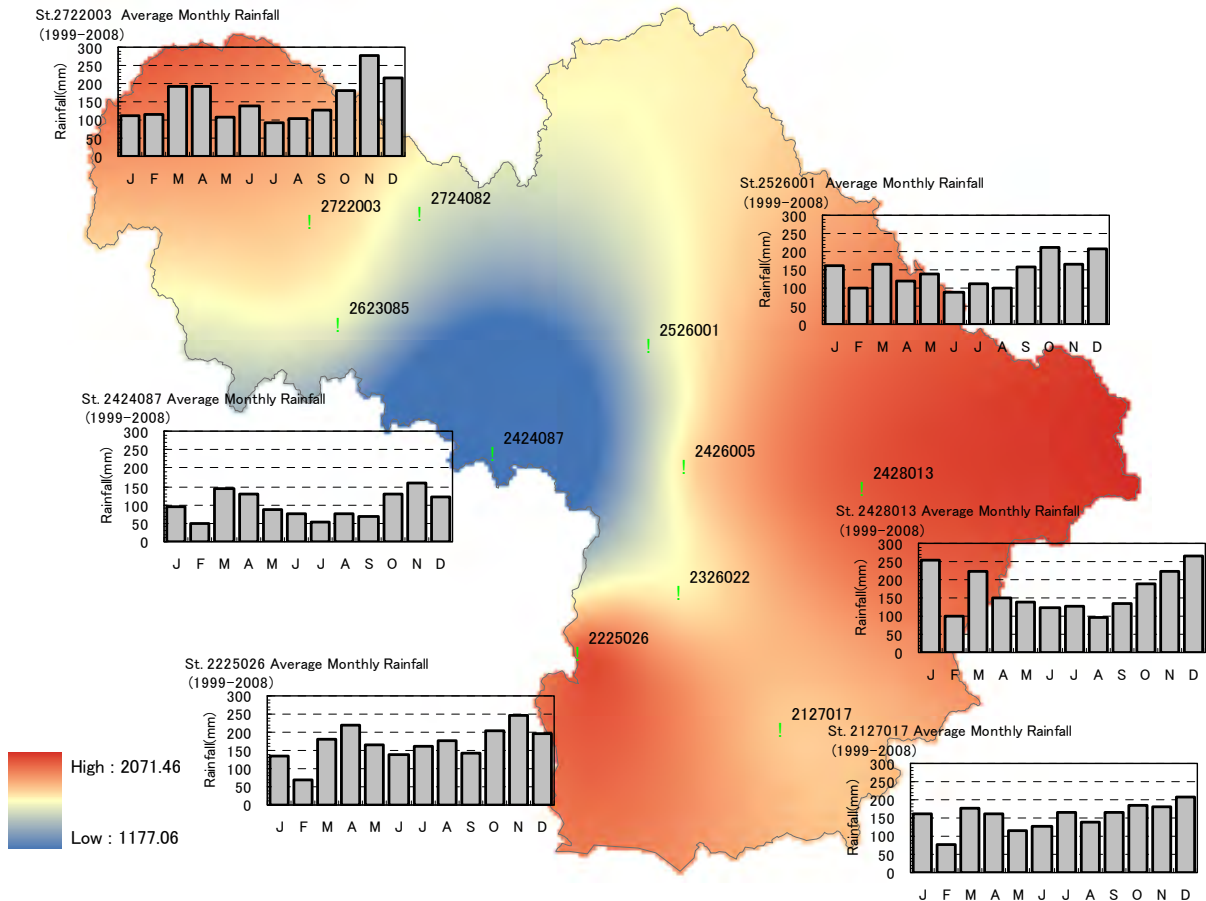 St.2722003 Average Monthly Rainfall
(1999-2008)
Rainfall(mm)
300
250
200
150
100
50
0
J F M A M J J A S O N D
2722003
2724082
St.2526001 Average Monthly Rainfall
(1999-2008)
Rainfall(mm)
300
250
200
150
100
50
0
J F M A M J J A S O N D
2623085
2526001
St. 2424087 Average Monthly Rainfall
(1999-2008)
Rainfall(mm)
300
250
200
150
100
50
0
J F M A M J J A S O N D
2424087
2426005
2428013
St. 2428013 Average Monthly Rainfall
(1999-2008)
Rainfall(mm)
300
250
200
150
100
50
0
J F M A M J J A S O N D
2326022
2225026
St. 2225026 Average Monthly Rainfall
(1999-2008)
Rainfall(mm)
300
250
200
150
100
50
0
J F M A M J J A S O N D
2127017
St. 2127017 Average Monthly Rainfall
(1999-2008)
Rainfall(mm)
300
250
200
150
100
50
0
J F M A M J J A S O N D
High : 2071.46
Low : 1177.06